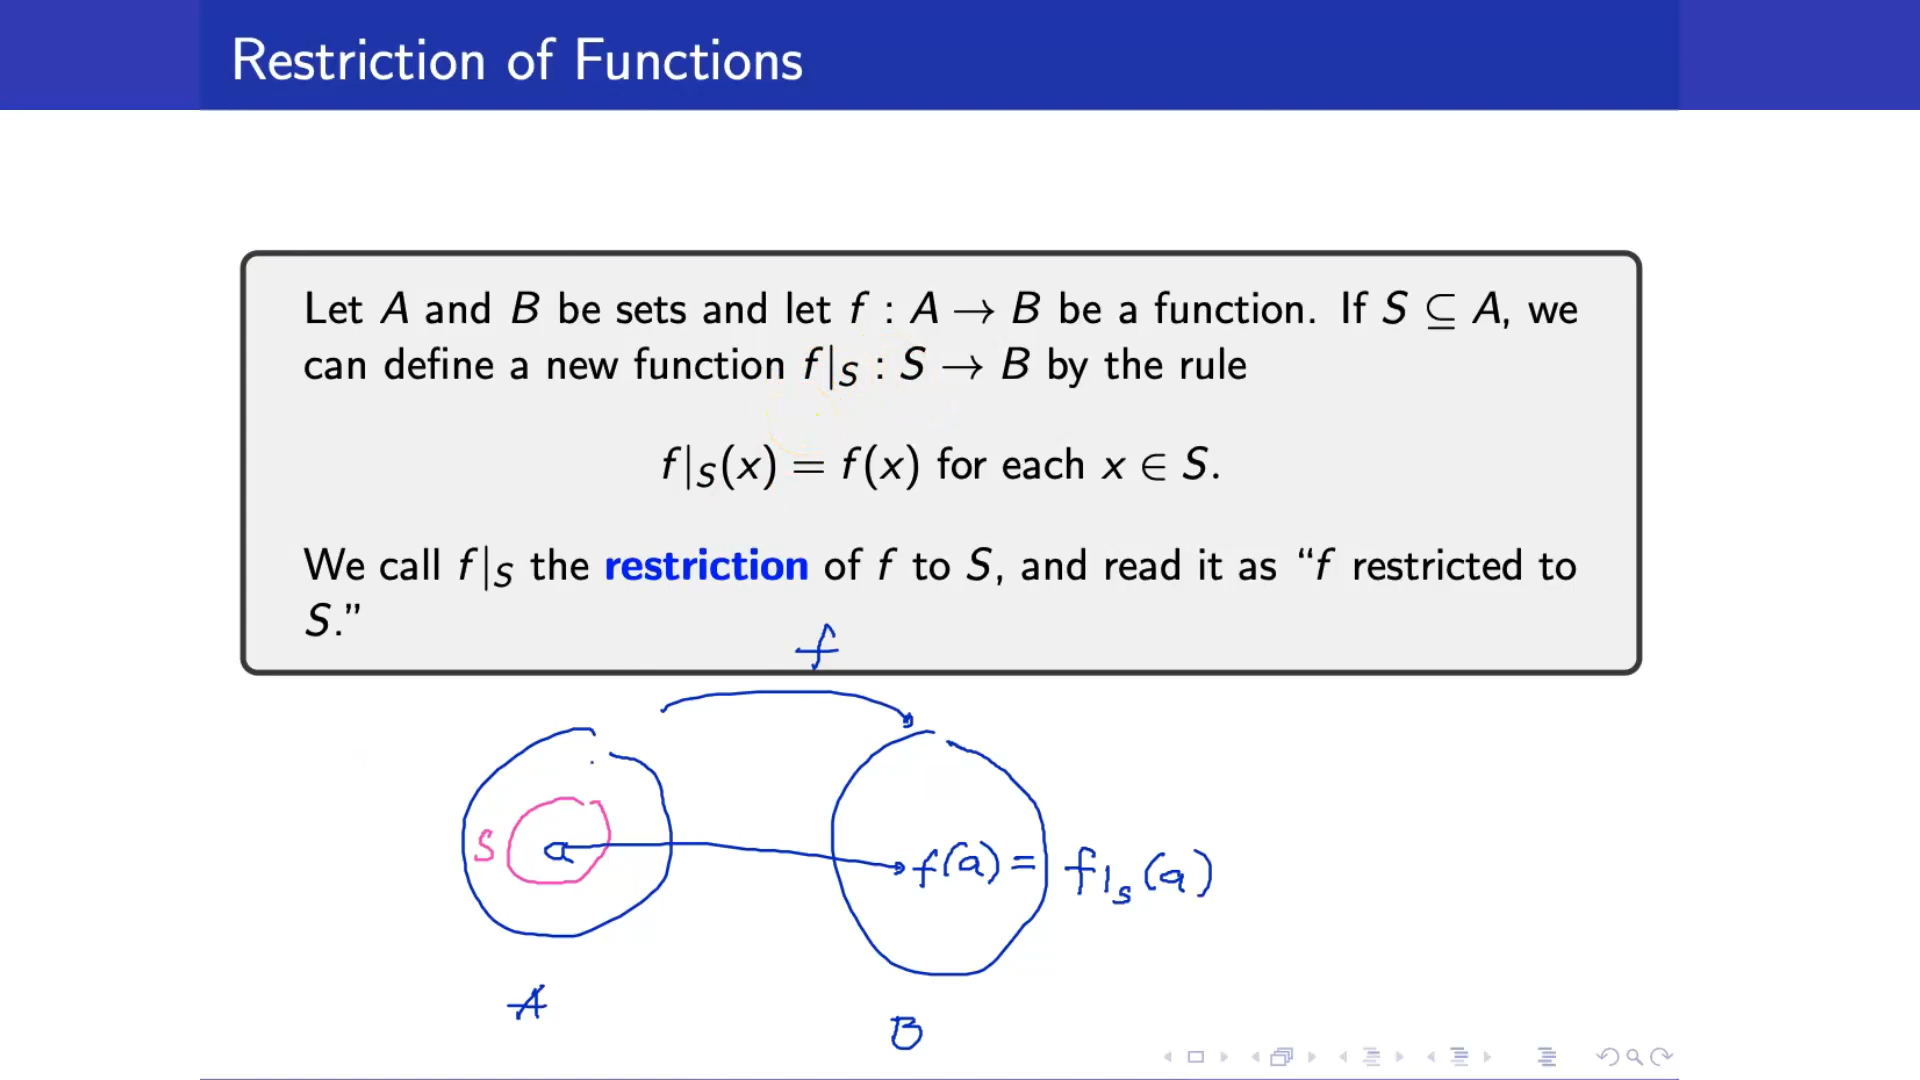 Restriction of Functions
Let A and B be sets and let f : A → B be a function. If S ⊆ A, we
can define a new function f|S : S → B by the rule
f|S(x) = f(x) for each x ∈ S.
We call f|S the restriction of f to S, and read it as “f restricted to
S.”
f
S a f(a) = f|S (a)
A
B